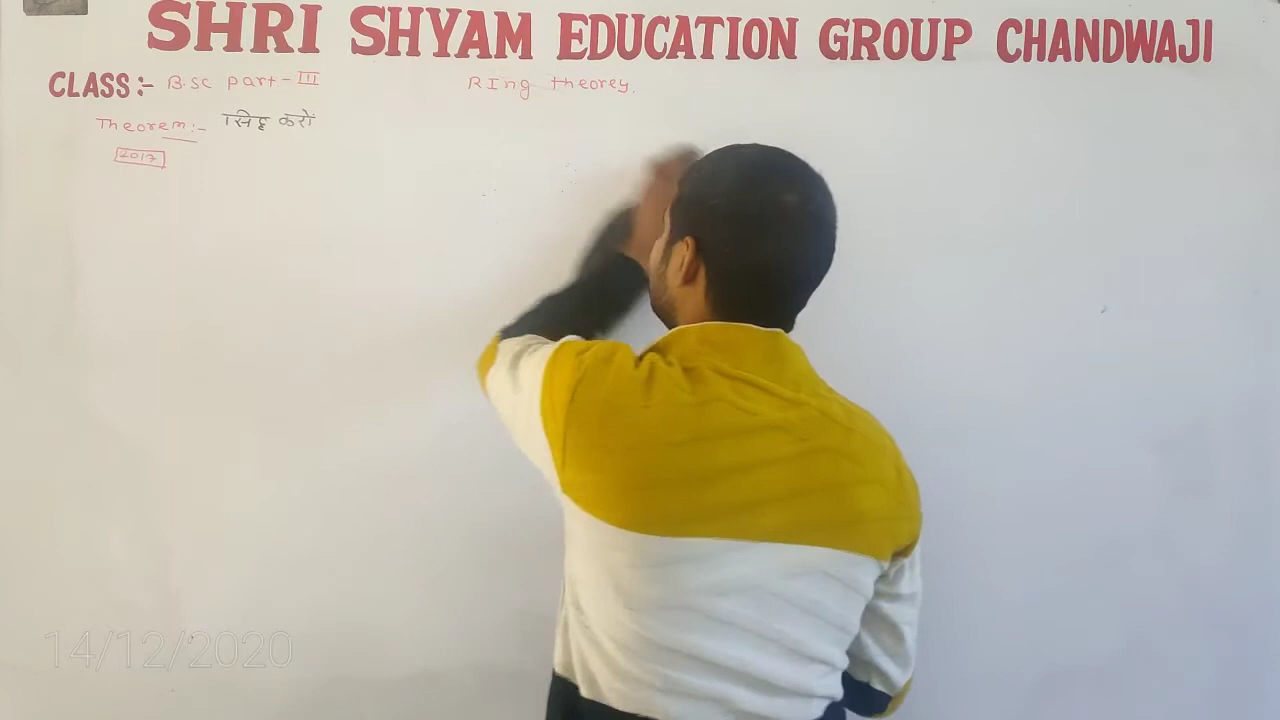 SHRI SHYAM EDUCATION GROUP CHANDWAJI
CLASS:- B.sc part-III RIng theorey.
Theorem:- सिद्ध करो
2017
14/12/2020